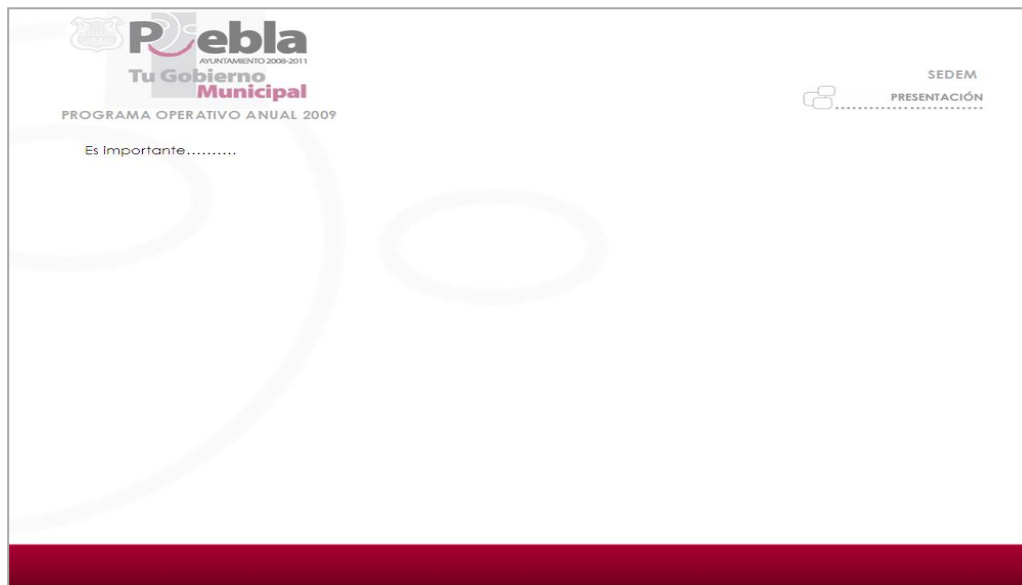 Puebla
AYUNTAMIENTO 2008-2011
Tu Gobierno
Municipal
PROGRAMA OPERATIVO ANUAL 2009
SEDEM
PRESENTACIÓN
Es importante..........